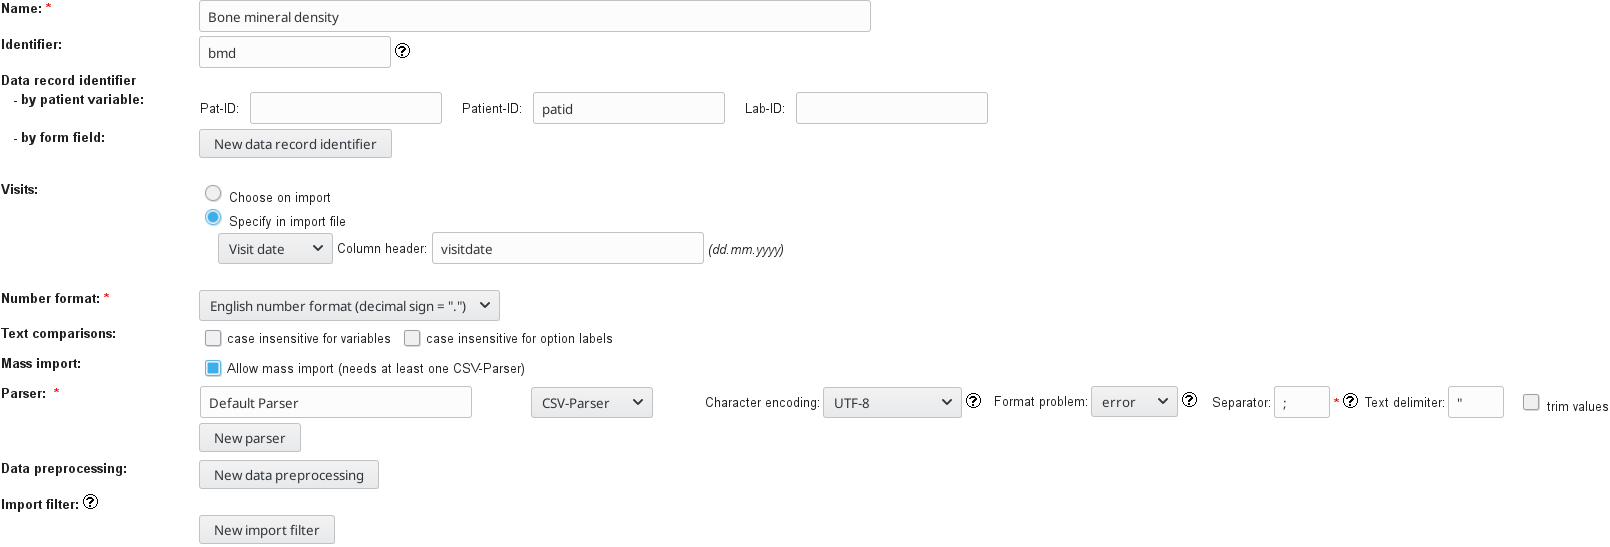 Name: * Bone mineral density
Identifier: bmd ?
Data record identifier
- by patient variable: Pat-ID: Patient-ID: patid Lab-ID:
- by form field: New data record identifier
Visits: Choose on import
Specify in import file
Visit date Column header: visitdate (dd.mm.yyyy)
Number format: * English number format (decimal sign = ".")
Text comparisons: case insensitive for variables case insensitive for option labels
Mass import: Allow mass import (needs at least one CSV-Parser)
Parser: * Default Parser CSV-Parser Character encoding: UTF-8 ? Format problem: error ? Separator: ; * ? Text delimiter: " trim values
New parser
Data preprocessing: New data preprocessing
Import filter: ?
New import filter